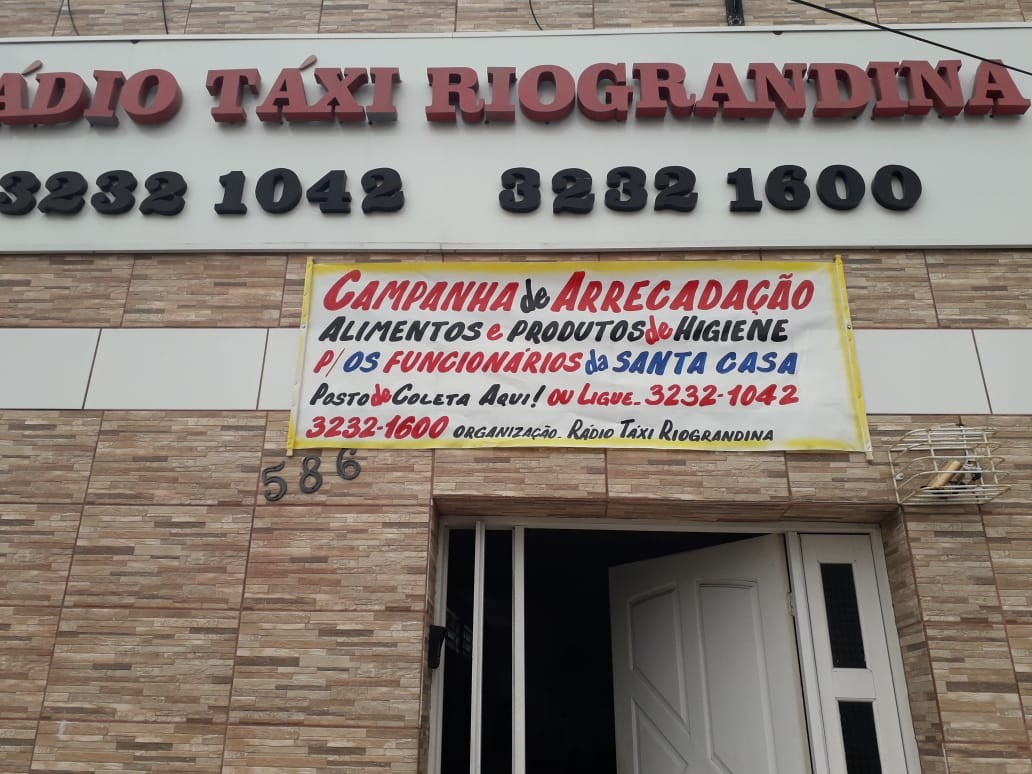 ÁDIO TÁXI RIOGRANDINA
3232 1042 3232 1600
CAMPANHA de ARRECADAÇÃO
ALIMENTOS e PRODUTOS de HIGIENE
P/ OS FUNCIONÁRIOS da SANTA CASA
POSTO de COLETA AQUI! OU LIGUE_ 3232-1042
3232-1600 ORGANIZAÇÃO_ RÁDIO TÁXI RIOGRANDINA
586